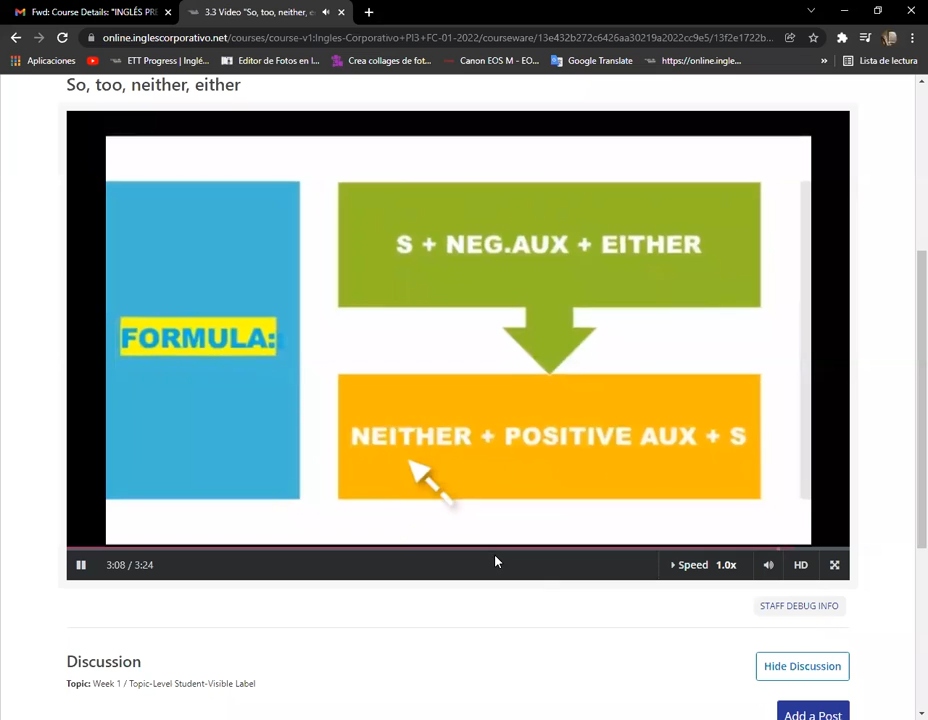 Fwd: Course Details: "INGLÉS PRE
3.3 Video "So, too, neither, e
online.inglescorporativo.net/courses/course-v1:Ingles-Corporativo+PI3+FC-01-2022/courseware/13e432b272c6426aa30219a2022cc9e5/13f2e1722b...
Aplicaciones
ETT Progress | Inglé...
Editor de Fotos en l...
Crea collages de fot...
Canon EOS M - EO...
Google Translate
https://online.ingle...
»
Lista de lectura
So, too, neither, either
S + NEG.AUX + EITHER
FORMULA:
NEITHER + POSITIVE AUX + S
3:08 / 3:24
Speed 1.0x
HD
STAFF DEBUG INFO
Discussion
Hide Discussion
Topic: Week 1 / Topic-Level Student-Visible Label
Add a Post